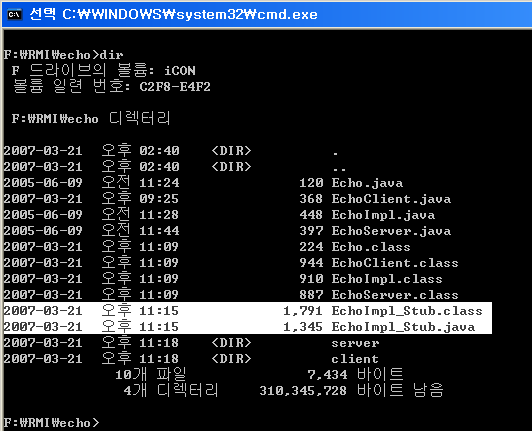 선택 C:₩WINDOWS₩system32₩cmd.exe
F:₩RMI₩echo>dir
F 드라이브의 볼륨: iCON
볼륨 일련 번호: C2F8-E4F2
F:₩RMI₩echo 디렉터리
2007-03-21 오후 02:40 <DIR> .
2007-03-21 오후 02:40 <DIR> ..
2005-06-09 오전 11:24 120 Echo.java
2007-03-21 오후 09:25 368 EchoClient.java
2005-06-09 오전 11:28 448 EchoImpl.java
2005-06-09 오전 11:44 397 EchoServer.java
2007-03-21 오후 11:09 224 Echo.class
2007-03-21 오후 11:09 944 EchoClient.class
2007-03-21 오후 11:09 910 EchoImpl.class
2007-03-21 오후 11:09 887 EchoServer.class
2007-03-21 오후 11:15 1,791 EchoImpl_Stub.class
2007-03-21 오후 11:15 1,345 EchoImpl_Stub.java
2007-03-21 오후 11:18 <DIR> server
2007-03-21 오후 11:18 <DIR> client
10개 파일 7,434 바이트
4개 디렉터리 310,345,728 바이트 남음
F:₩RMI₩echo>